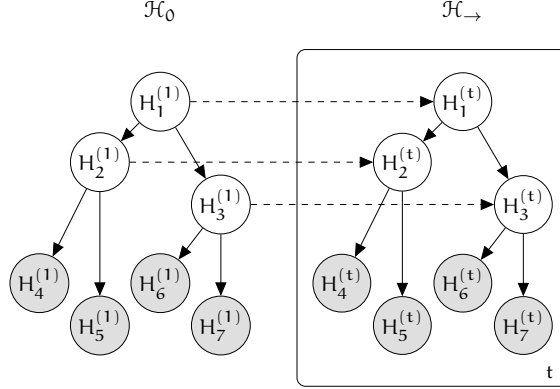 ℋ₀ ℋ→
H₁⁽¹⁾ H₁⁽ᵗ⁾
H₂⁽¹⁾ H₂⁽ᵗ⁾
H₃⁽¹⁾ H₃⁽ᵗ⁾
H₄⁽¹⁾ H₆⁽¹⁾ H₄⁽ᵗ⁾ H₆⁽ᵗ⁾
H₅⁽¹⁾ H₇⁽¹⁾ H₅⁽ᵗ⁾ H₇⁽ᵗ⁾
t